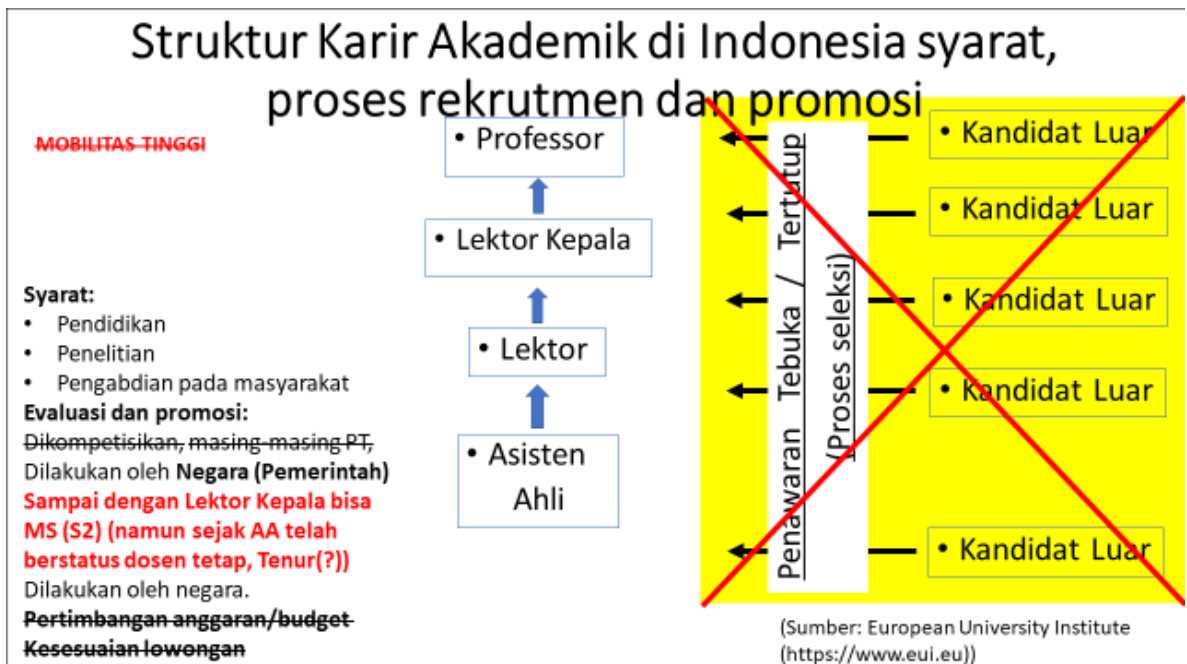 Struktur Karir Akademik di Indonesia syarat,
proses rekrutmen dan promosi
MOBILITAS TINGGI
Syarat:
• Pendidikan
• Penelitian
• Pengabdian pada masyarakat
Evaluasi dan promosi:
Dikompetisikan, masing-masing PT,
Dilakukan oleh Negara (Pemerintah)
Sampai dengan Lektor Kepala bisa
MS (S2) (namun sejak AA telah
berstatus dosen tetap, Tenur(?))
Dilakukan oleh negara.
Pertimbangan anggaran/budget
Kesesuaian lowongan
• Professor
• Lektor Kepala
• Lektor
• Asisten
Ahli
Penawaran Tebuka / Tertutup
(Proses seleksi)
• Kandidat Luar
• Kandidat Luar
• Kandidat Luar
• Kandidat Luar
• Kandidat Luar
(Sumber: European University Institute
(https://www.eui.eu))